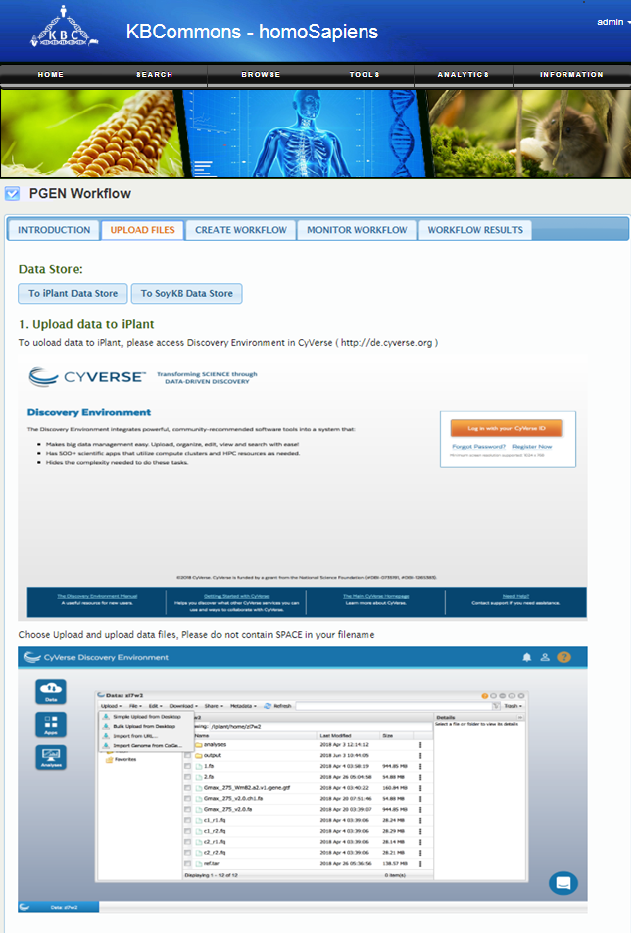 KBC
KBCommons - homoSapiens
admin
HOME SEARCH BROWSE TOOLS ANALYTICS INFORMATION
PGEN Workflow
INTRODUCTION UPLOAD FILES CREATE WORKFLOW MONITOR WORKFLOW WORKFLOW RESULTS
Data Store:
To iPlant Data Store To SoyKB Data Store
1. Upload data to iPlant
To uoload data to iPlant, please access Discovery Environment in CyVerse ( http://de.cyverse.org )
CYVERSE™ Transforming SCIENCE through
DATA-DRIVEN DISCOVERY
Discovery Environment
The Discovery Environment integrates powerful, community-recommended software tools into a system that:
Makes big data management easy. Upload, organize, edit, view and search with ease!
Has 500+ scientific apps that utilize compute clusters and HPC resources as needed.
Hides the complexity needed to do these tasks.
Log in with your CyVerse ID
Forgot Password? Register Now
Minimum screen resolution supported: 1024 x 768
©2018 CyVerse. CyVerse is funded by a grant from the National Science Foundation
The Discovery Environment Manual
A useful resource for new users.
Getting Started with CyVerse
Helps you discover what other CyVerse services you can
use and ways to collaborate with CyVerse.
The Main CyVerse Homepage
Learn more about CyVerse.
Need Help?
Contact support if you need assistance.
Choose Upload and upload data files, Please do not contain SPACE in your filename
CyVerse Discovery Environment
Data
Apps
Analyses
Data: zl7w2
Upload File Edit Download Share Metadata Refresh Trash
Simple Upload from Desktop
Bulk Upload from Desktop
Import from URL...
Import Genome from CoGe...
Favorites
/iplant/home/zl7w2
Details
Select a file or folder to view its details
Name Last Modified Size
analyses 2018 Apr 3 12:14:12
output 2018 Jun 3 10:44:05
1.fa 2018 Apr 4 03:58:19 944.85 MB
2.fa 2018 Apr 26 05:04:58 54.88 MB
Gmax_275_Wm82.a2.v1.gene.gtf 2018 Apr 4 03:40:22 160.84 MB
Gmax_275_v2.0.ch1.fa 2018 Apr 20 07:51:46 54.88 MB
Gmax_275_v2.0.fa 2018 Apr 20 03:39:07 944.85 MB
c1_r1.fq 2018 Apr 4 03:39:06 28.24 MB
c1_r2.fq 2018 Apr 4 03:39:06 28.29 MB
c2_r1.fq 2018 Apr 4 03:39:06 28.14 MB
c2_r2.fq 2018 Apr 4 03:39:06 28.21 MB
ref.tar 2018 Apr 26 05:36:56 138.57 MB
Displaying 1 - 12 of 12 0 item(s)
Data: zl7w2